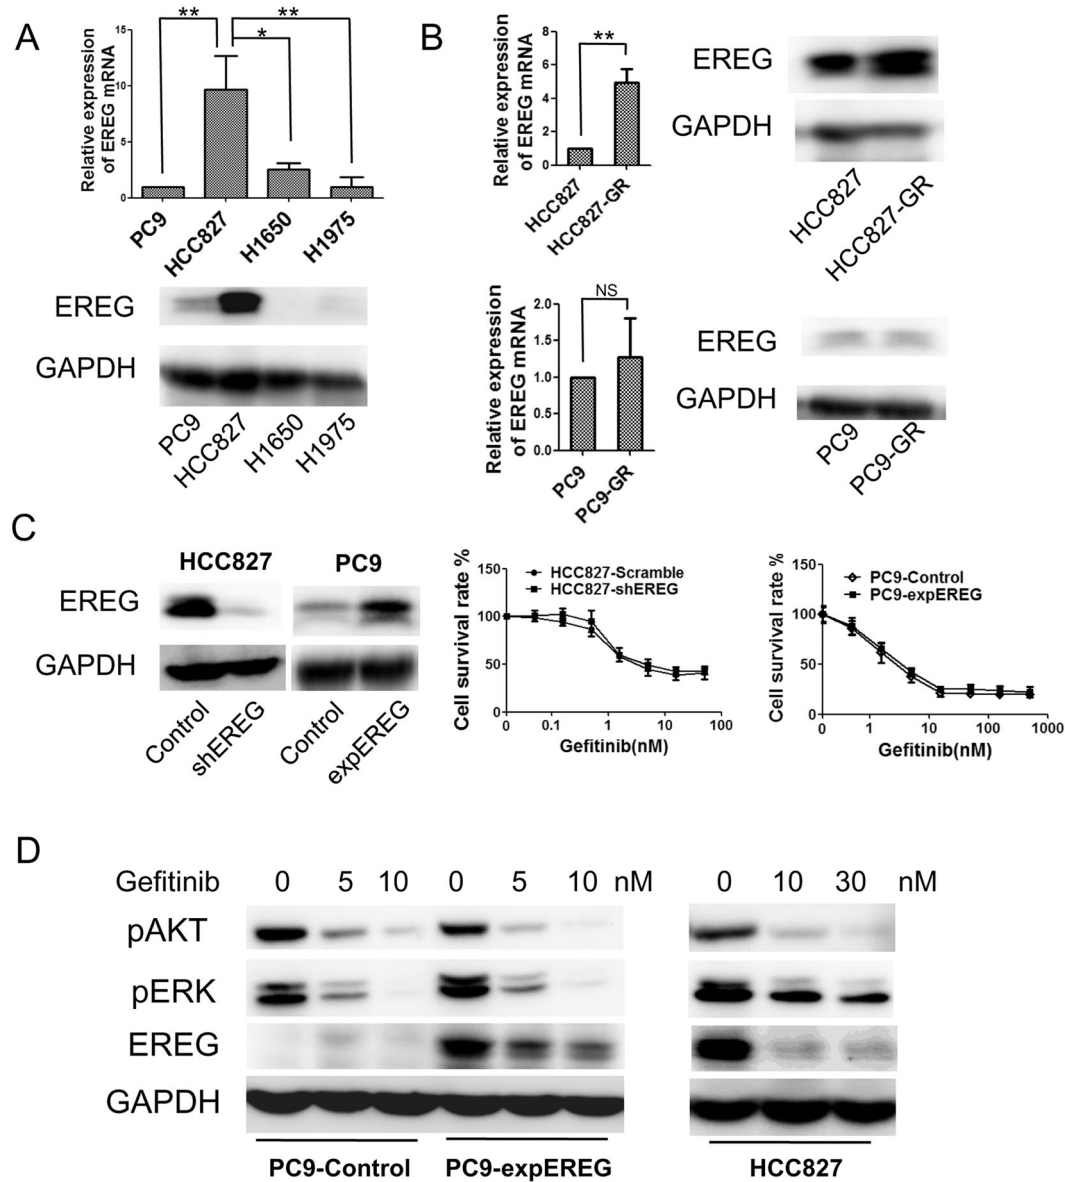 A
Relative expression
of EREG mRNA
15
10
5
0
**
**
*
PC9
HCC827
H1650
H1975
EREG
GAPDH
PC9
HCC827
H1650
H1975
B
Relative expression
of EREG mRNA
8
6
4
2
0
**
HCC827
HCC827-GR
EREG
GAPDH
HCC827
HCC827-GR
Relative expression
of EREG mRNA
2.0
1.5
1.0
0.5
0.0
NS
PC9
PC9-GR
EREG
GAPDH
PC9
PC9-GR
C
HCC827
PC9
EREG
GAPDH
Control
shEREG
Control
expEREG
Cell survival rate %
150
100
50
0
HCC827-Scramble
HCC827-shEREG
0 0.1 1 10 100
Gefitinib(nM)
Cell survival rate %
150
100
50
0
PC9-Control
PC9-expEREG
0 1 10 100 1000
Gefitinib(nM)
D
Gefitinib 0 5 10 0 5 10 nM 0 10 30 nM
pAKT
pERK
EREG
GAPDH
PC9-Control PC9-expEREG HCC827